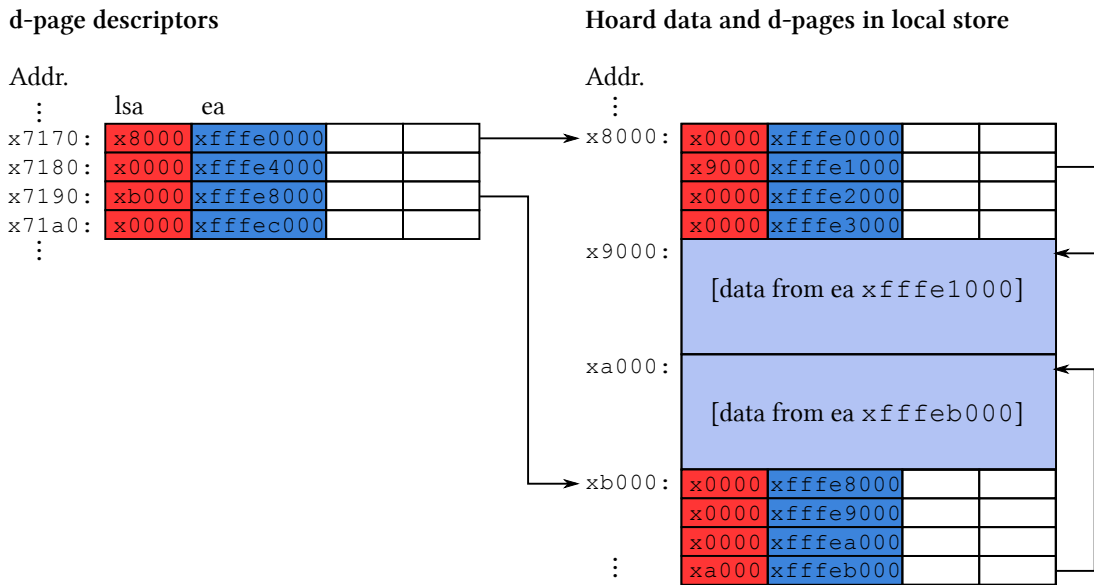 d-page descriptors
Addr.
⋮
lsa ea
x7170: x8000 xfffe0000
x7180: x0000 xfffe4000
x7190: xb000 xfffe8000
x71a0: x0000 xfffec000
⋮
Hoard data and d-pages in local store
Addr.
⋮
x8000: x0000 xfffe0000
x9000 xfffe1000
x0000 xfffe2000
x0000 xfffe3000
x9000:
[data from ea xfffe1000]
xa000:
[data from ea xfffeb000]
xb000: x0000 xfffe8000
x0000 xfffe9000
x0000 xfffea000
⋮ xa000 xfffeb000